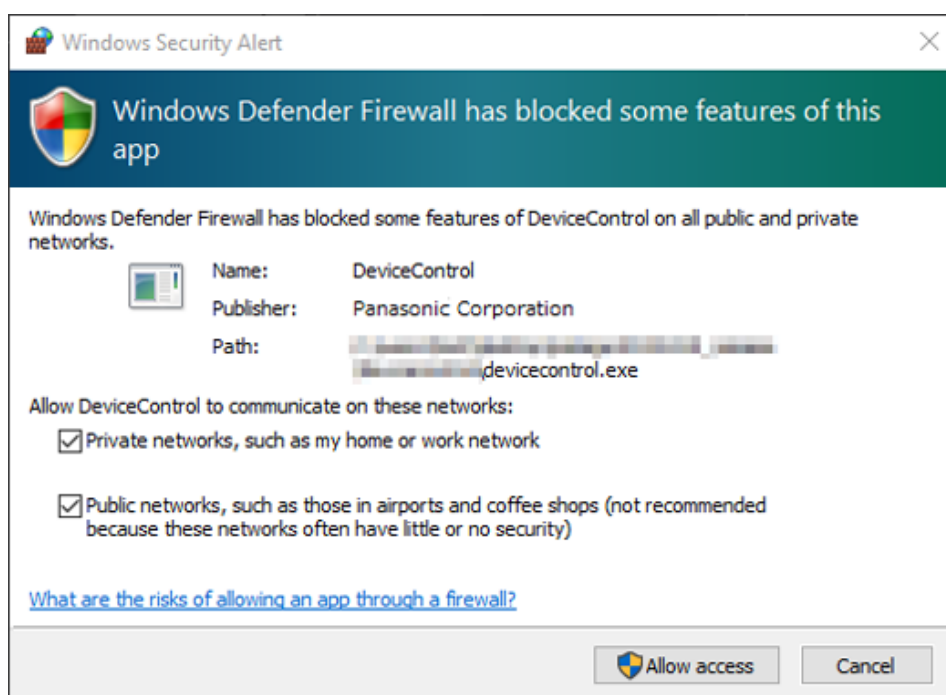 Windows Security Alert
Windows Defender Firewall has blocked some features of this
app
Windows Defender Firewall has blocked some features of DeviceControl on all public and private
networks.
Name: DeviceControl
Publisher: Panasonic Corporation
Path:
\devicecontrol.exe
Allow DeviceControl to communicate on these networks:
Private networks, such as my home or work network
Public networks, such as those in airports and coffee shops (not recommended
because these networks often have little or no security)
What are the risks of allowing an app through a firewall?
Allow access Cancel